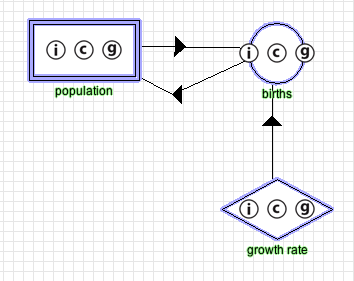 i c g
i c g
population
births
i c g
growth rate